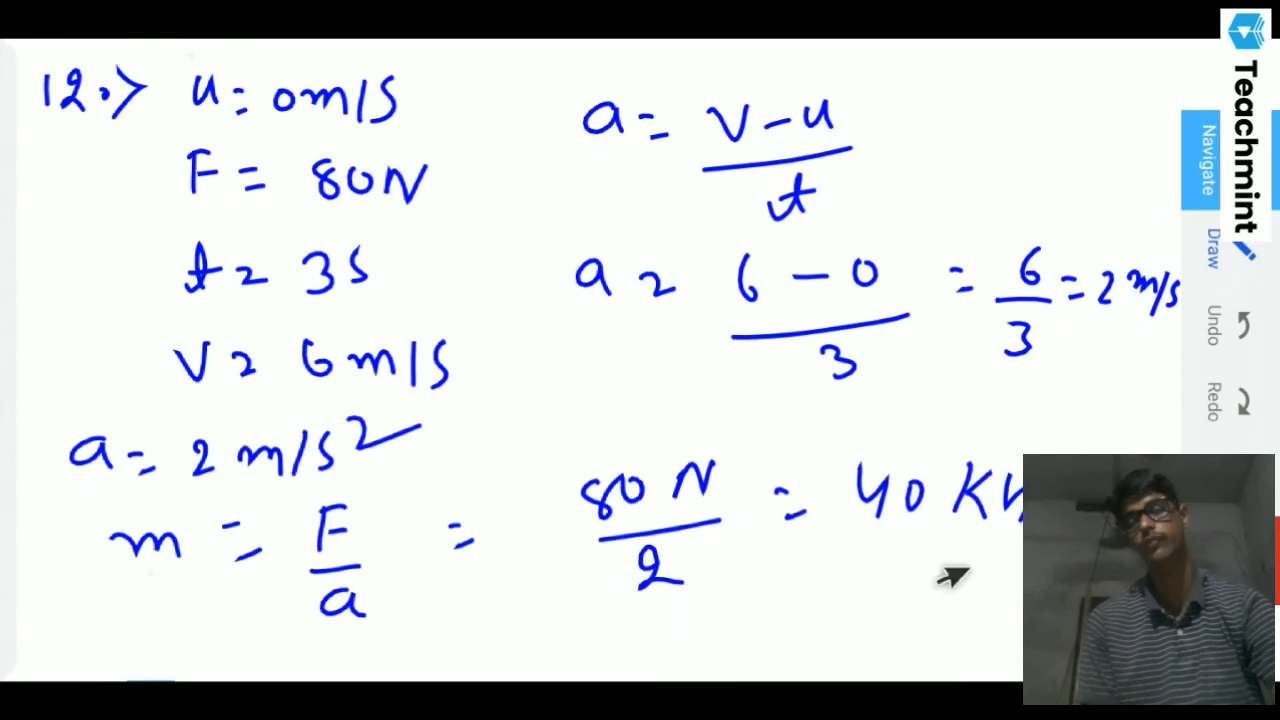 12.> u = 0m/s
F = 80N
t = 3s
v = 6m/s
a = 2m/s²
m = F/a = 80N/2 = 40
a = v-u/t
a = 6-0/3 = 6/3 = 2m/s
Teachmint
Navigate
Draw
Undo
Redo